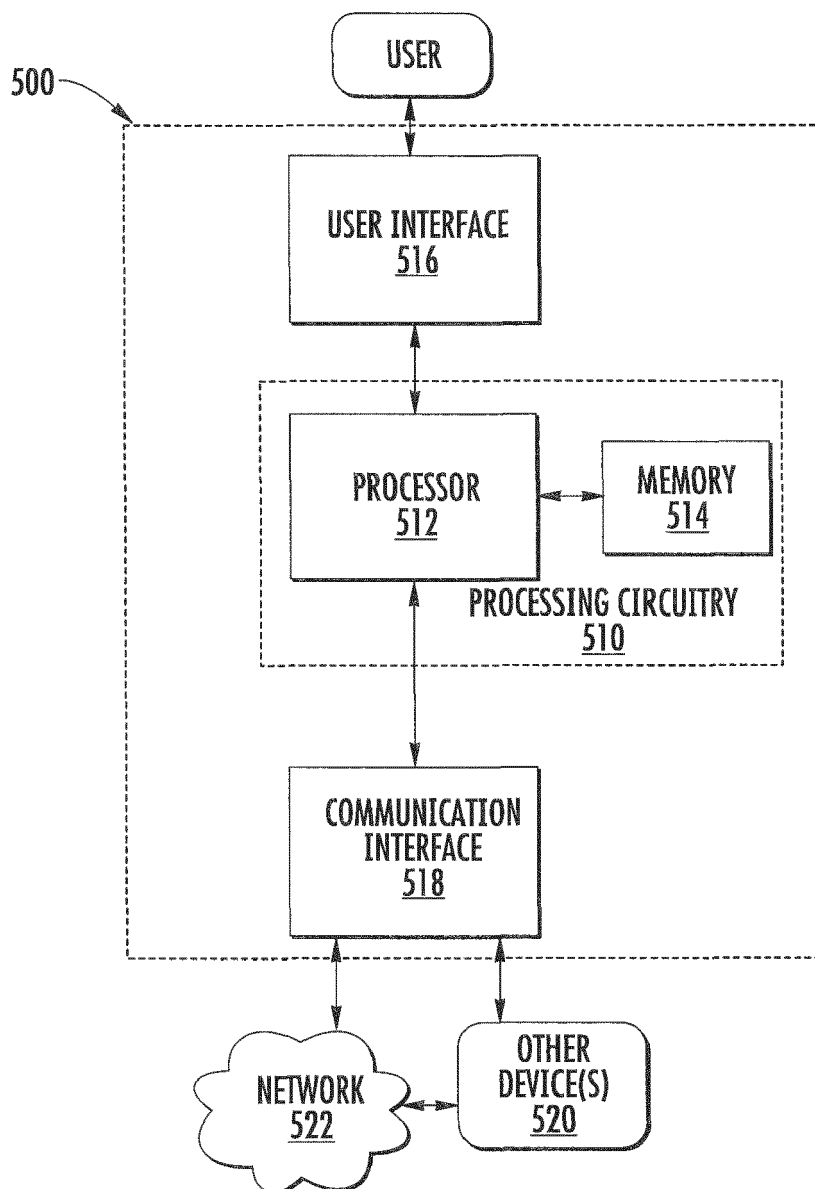 USER
500
USER INTERFACE
516
PROCESSOR
512
MEMORY
514
PROCESSING CIRCUITRY
510
COMMUNICATION
INTERFACE
518
NETWORK
522
OTHER
DEVICE(S)
520